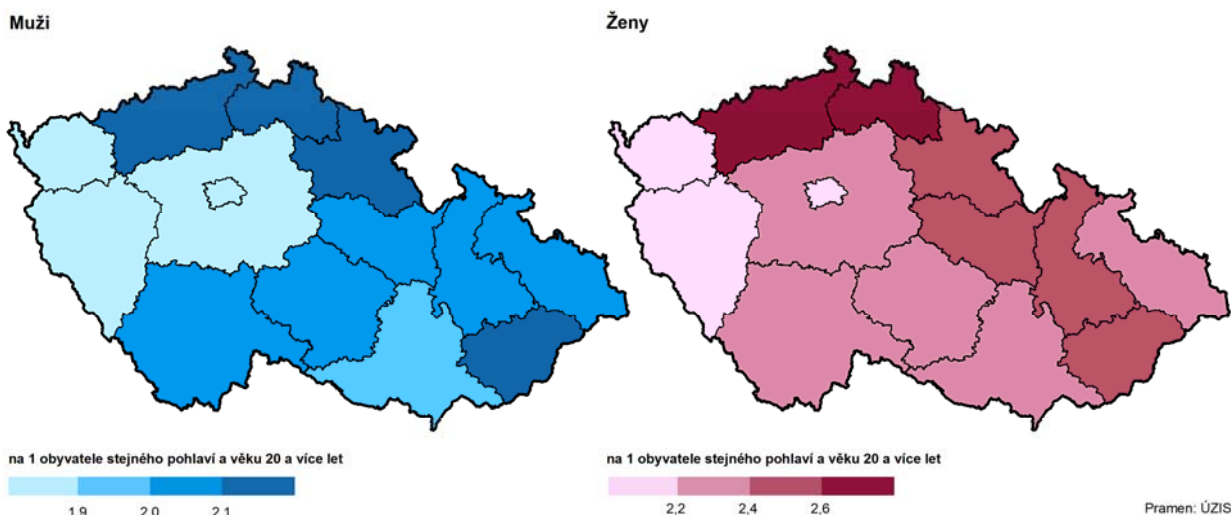 Muži
Ženy
na 1 obyvatele stejného pohlaví a věku 20 a více let
1,9 2,0 2,1
na 1 obyvatele stejného pohlaví a věku 20 a více let
2,2 2,4 2,6
Pramen: ÚZIS